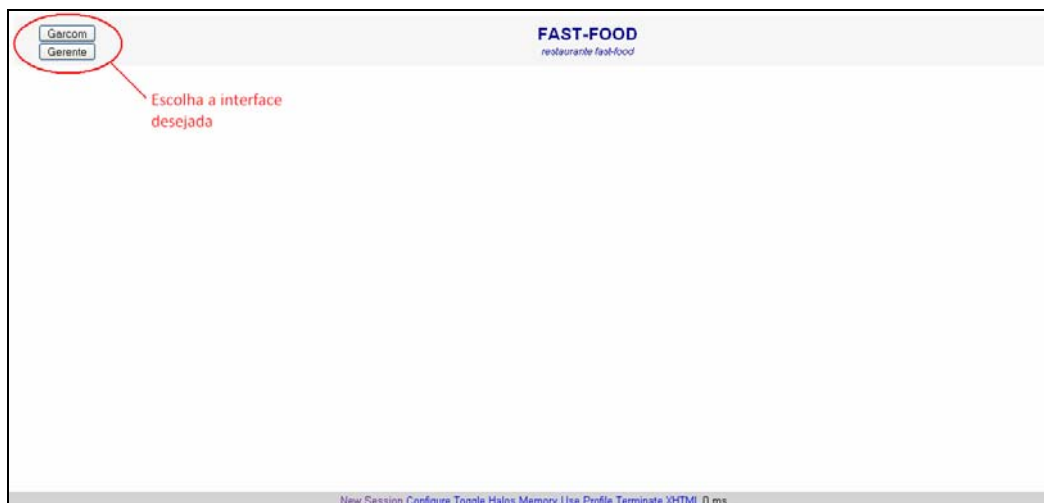 Garcom
Gerente
FAST-FOOD
restaurante fast-food
Escolha a interface
desejada
New Session Configure Toggle Halos Memory Use Profile Terminate XHTML 0 ms